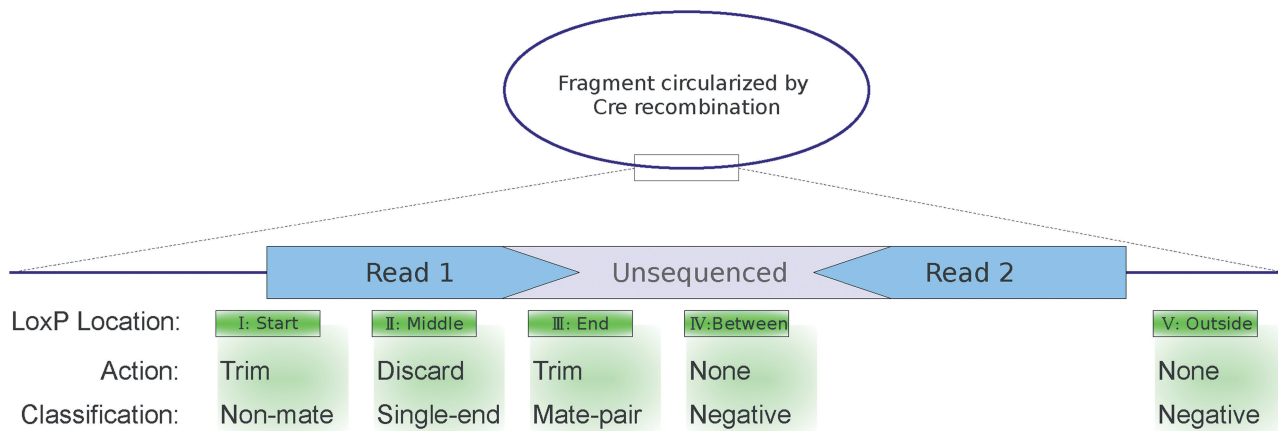 Fragment circularized by
Cre recombination
Read 1 Unsequenced Read 2
LoxP Location: Ⅰ: Start Ⅱ: Middle Ⅲ: End Ⅳ:Between Ⅴ: Outside
Action: Trim Discard Trim None None
Classification: Non-mate Single-end Mate-pair Negative Negative